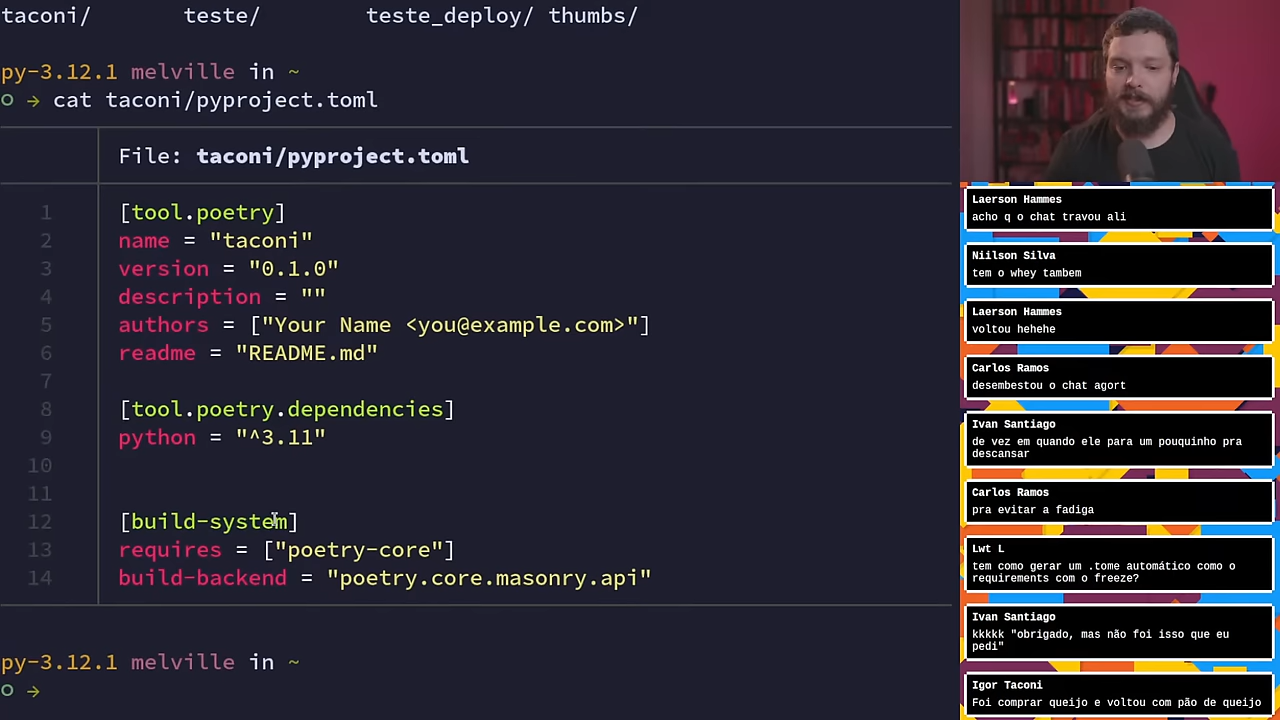 taconi/ teste/ teste_deploy/ thumbs/
py-3.12.1 melville in ~
cat taconi/pyproject.toml
File: taconi/pyproject.toml
1 [tool.poetry]
2 name = "taconi"
3 version = "0.1.0"
4 description = ""
5 authors = ["Your Name <you@example.com>"]
6 readme = "README.md"
7
8 [tool.poetry.dependencies]
9 python = "^3.11"
10
11
12 [build-system]
13 requires = ["poetry-core"]
14 build-backend = "poetry.core.masonry.api"
py-3.12.1 melville in ~
Laerson Hammes
acho q o chat travou ali
Niilson Silva
tem o whey tambem
Laerson Hammes
voltou hehehe
Carlos Ramos
desembestou o chat agort
Ivan Santiago
de vez em quando ele para um pouquinho pra
descansar
Carlos Ramos
pra evitar a fadiga
Lwt L
tem como gerar um .tome automático como o
requirements com o freeze?
Ivan Santiago
kkkkk "obrigado, mas não foi isso que eu
pedi"
Igor Taconi
Foi comprar queijo e voltou com pão de queijo